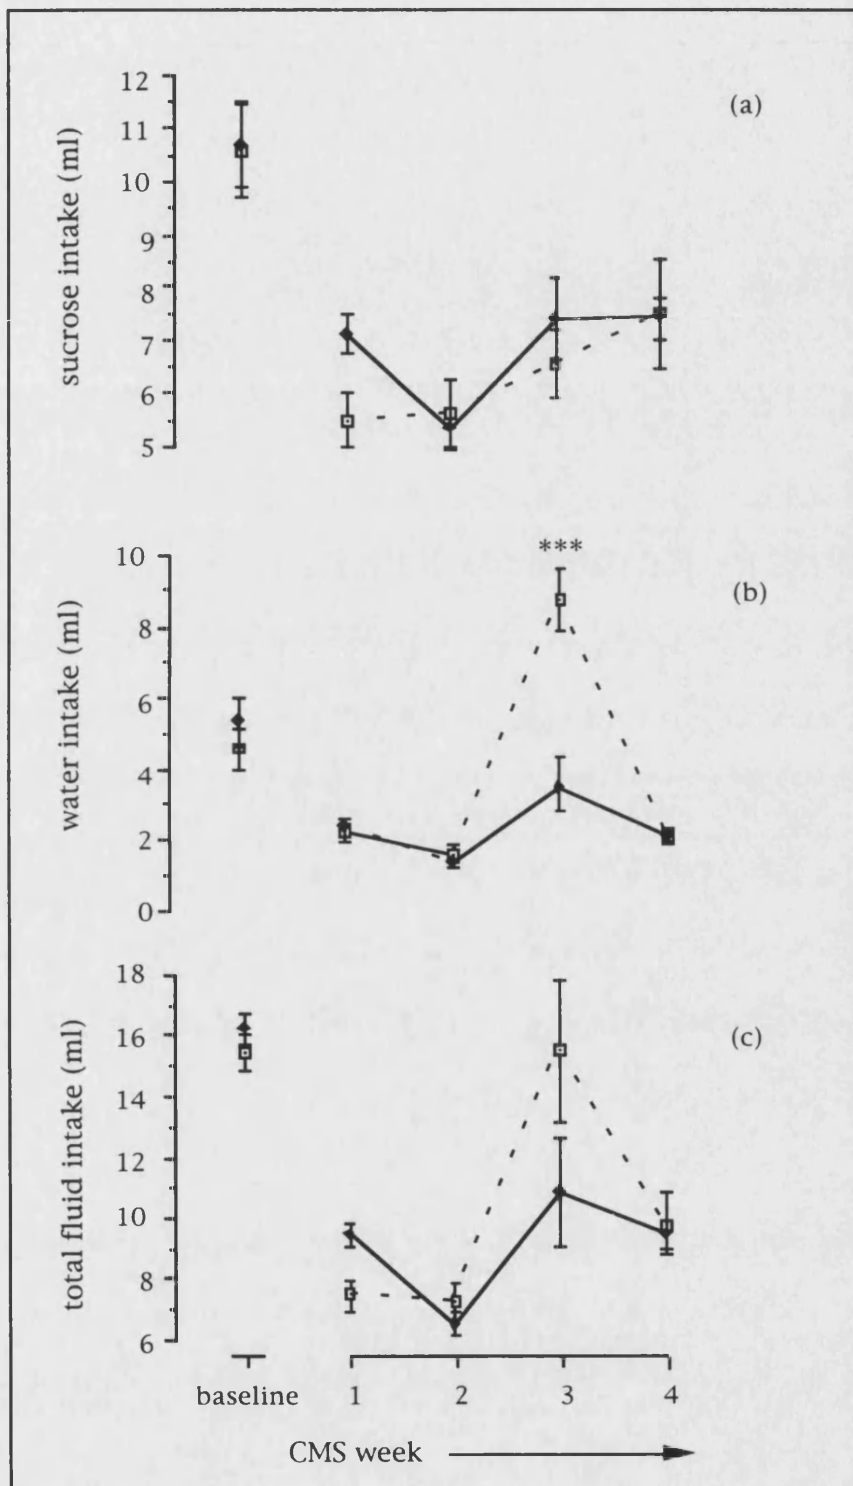 (a)
sucrose intake (ml)
12
11
10
9
8
7
6
5
(b)
***
water intake (ml)
10
8
6
4
2
0
(c)
total fluid intake (ml)
18
16
14
12
10
8
6
baseline
1 2 3 4
CMS week